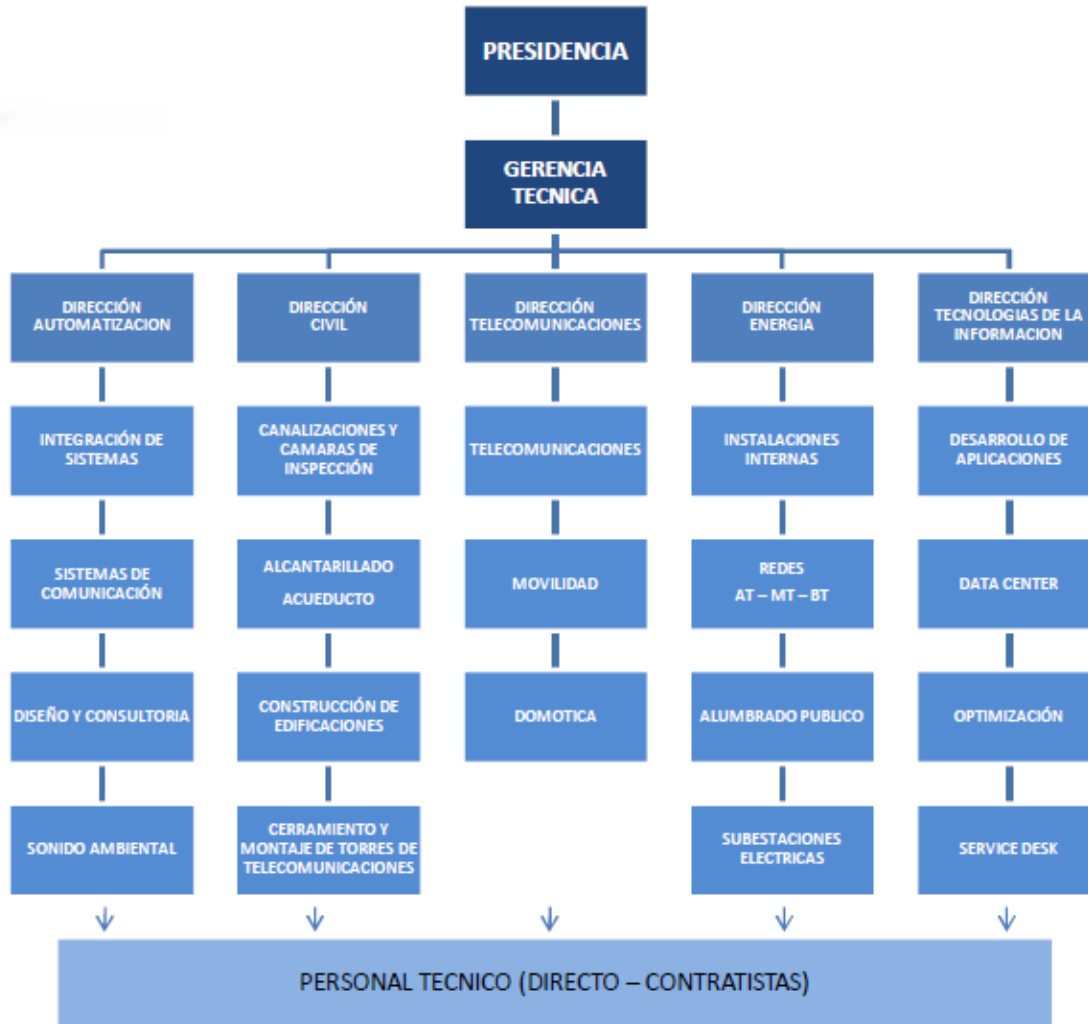 PRESIDENCIA
GERENCIA
TECNICA
DIRECCIÓN
AUTOMATIZACION
DIRECCIÓN
CIVIL
DIRECCIÓN
TELECOMUNICACIONES
DIRECCIÓN
ENERGIA
DIRECCIÓN
TECNOLOGIAS DE LA
INFORMACION
INTEGRACIÓN DE
SISTEMAS
CANALIZACIONES Y
CAMARAS DE
INSPECCIÓN
TELECOMUNICACIONES
INSTALACIONES
INTERNAS
DESARROLLO DE
APLICACIONES
SISTEMAS DE
COMUNICACIÓN
ALCANTARILLADO
ACUEDUCTO
MOVILIDAD
REDES
AT – MT – BT
DATA CENTER
DISEÑO Y CONSULTORIA
CONSTRUCCIÓN DE
EDIFICACIONES
DOMOTICA
ALUMBRADO PUBLICO
OPTIMIZACIÓN
SONIDO AMBIENTAL
CERRAMIENTO Y
MONTAJE DE TORRES DE
TELECOMUNICACIONES
SUBESTACIONES
ELECTRICAS
SERVICE DESK
PERSONAL TECNICO (DIRECTO – CONTRATISTAS)